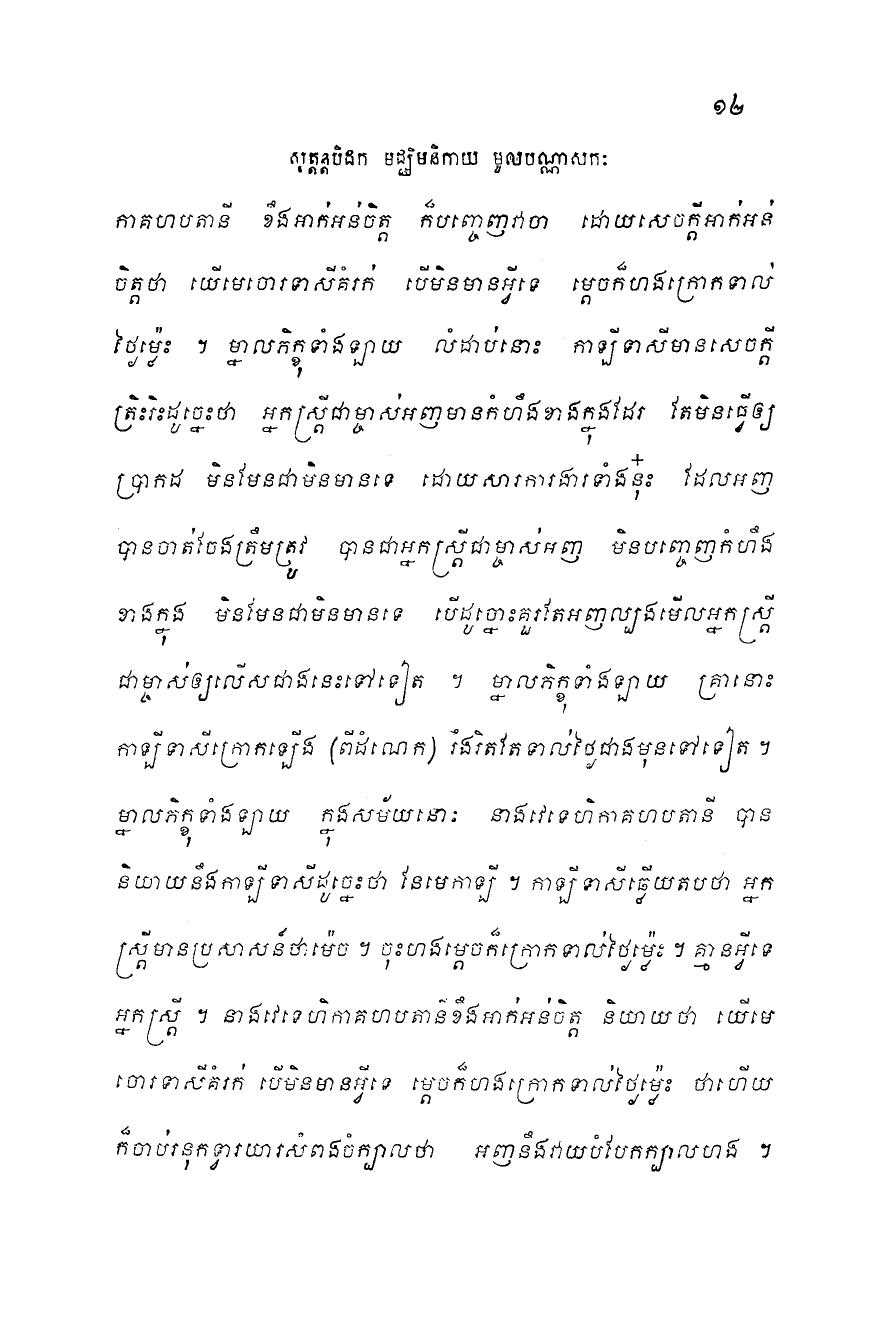 ១២
សុត្តន្តបិដក មជ្ឈិមនិកាយ មូលបណ្ណាសកៈ
កាគហបតានី ខឹងអាក់អន់ចិត្ត ក៏បញ្ចេញវាចា ដោយសេចក្តីអាក់អន់
ចិត្តថា យើមេចោរទាសីគំរក់ បើមិនមានអ្វីទេ ម្តេចក៏ហងក្រោកទាល់
ថ្ងៃម្ល៉េះ ។ ម្នាលភិក្ខុទាំងឡាយ លំដាប់នោះ កាឡីទាសីមានសេចក្តី
ត្រិះរិះដូច្នេះថា អ្នកស្រ្តីជាម្ចាស់អញមានកំហឹងខាងក្នុងដែរ តែមិនធ្វើឲ្យ
ប្រាកដ មិនមែនជាមិនមានទេ ដោយសារការងារទាំងនុ៎ះ ដែលអញ
បានចាត់ចែងត្រឹមត្រូវ បានជាអ្នកស្រ្តីជាម្ចាស់អញ មិនបញ្ចេញកំហឹង
ខាងក្នុង មិនមែនជាមិនមានទេ បើដូច្នោះគួរតែអញល្បងមើលអ្នកស្រ្តី
ជាម្ចាស់ឲ្យលើសជាងនេះទៅទៀត ។ ម្នាលភិក្ខុទាំងឡាយ គ្រានោះ
កាឡីទាសីក្រោកឡើង (ពីដំណេក) រឹងរិតតែទាល់ថ្ងៃជាងមុនទៅទៀត ។
ម្នាលភិក្ខុទាំងឡាយ ក្នុងសម័យនោះ នាងវេទេហិកាគហបតានី បាន
និយាយនឹងកាឡីទាសីដូច្នេះថា នែមេកាឡី ។ កាឡីទាសីឆ្លើយតបថា អ្នក
ស្រ្តីមានប្រសាសន៍ថាម៉េច ។ ចុះហងម្តេចក៏ក្រោកទាល់ថ្ងៃម្ល៉េះ ។ គ្មានអ្វីទេ
អ្នកស្រ្តី ។ នាងវេទេហិកាគហបតានីខឹងអាក់អន់ចិត្ត និយាយថា យើមេ
ចោរទាសីគំរក់ បើមិនមានអ្វីទេ ម្តេចក៏ហងក្រោកទាល់ថ្ងៃម្ល៉េះ ថាហើយ
ក៏ចាប់រនុកទ្វារយារសំពងចំក្បាលថា អញនឹងវាយបំបែកក្បាលហង ។